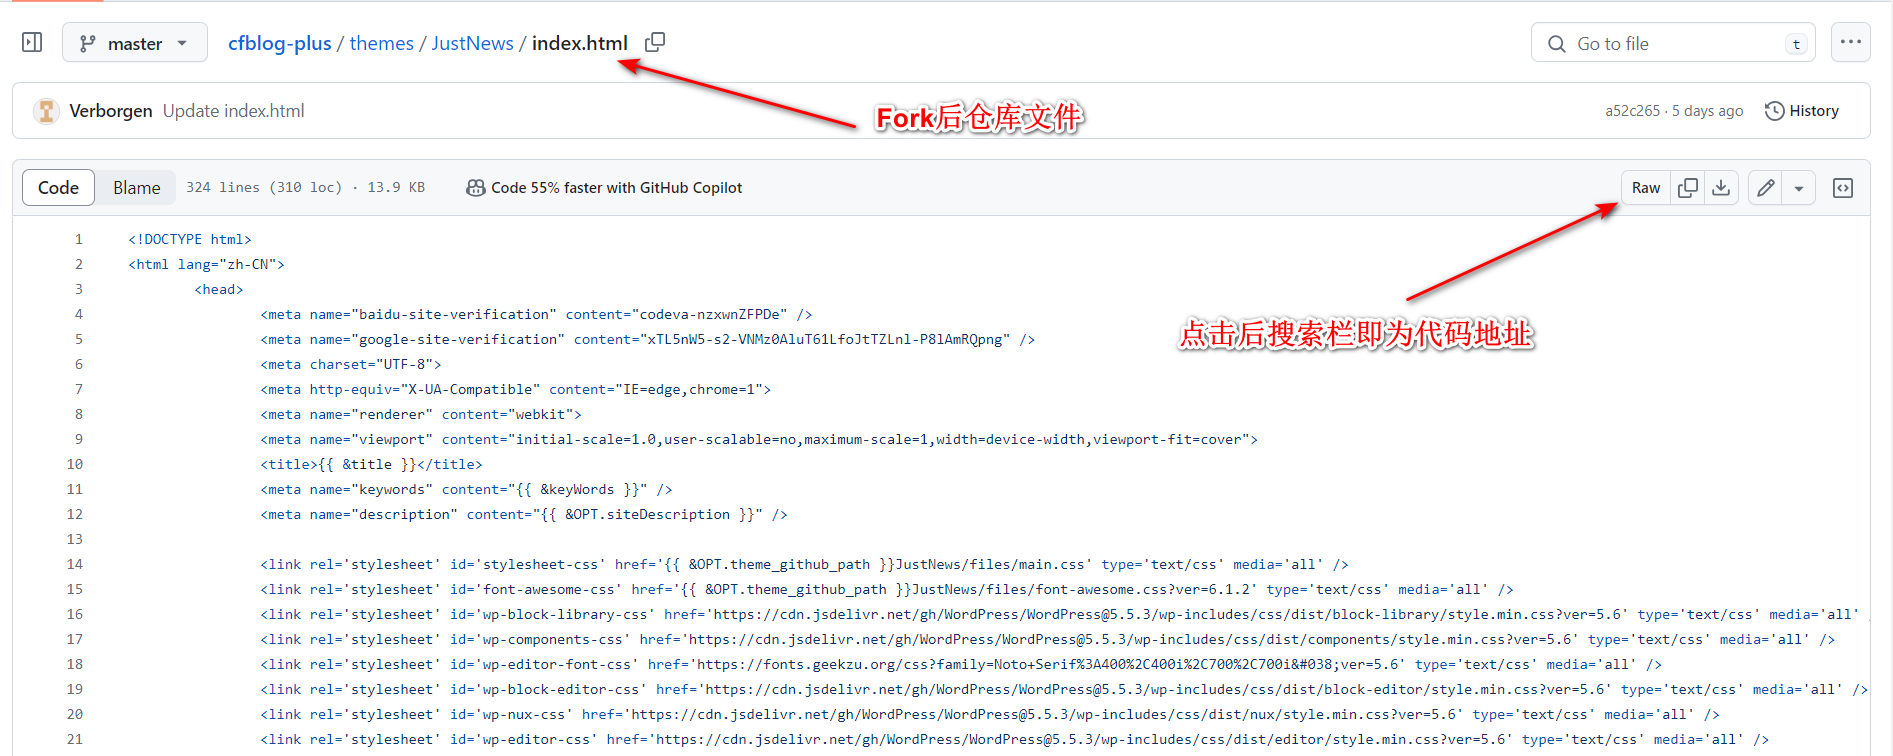 master cfblog-plus / themes / JustNews / index.html Go to file t
Fork后仓库文件
Verborgen Update index.html a52c265 · 5 days ago History
Code Blame 324 lines (310 loc) · 13.9 KB Code 55% faster with GitHub Copilot Raw
点击后搜索栏即为代码地址
1 <!DOCTYPE html>
2 <html lang="zh-CN">
3 <head>
4 <meta name="baidu-site-verification" content="codeva-nzxwnZFPDe" />
5 <meta name="google-site-verification" content="xTL5nW5-s2-VNMz0AluT61LfoJtTZLnl-P8lAmRQpng" />
6 <meta charset="UTF-8">
7 <meta http-equiv="X-UA-Compatible" content="IE=edge,chrome=1">
8 <meta name="renderer" content="webkit">
9 <meta name="viewport" content="initial-scale=1.0,user-scalable=no,maximum-scale=1,width=device-width,viewport-fit=cover">
10 <title>{{ &title }}</title>
11 <meta name="keywords" content="{{ &keyWords }}" />
12 <meta name="description" content="{{ &OPT.siteDescription }}" />
13
14 <link rel='stylesheet' id='stylesheet-css' href='{{ &OPT.theme_github_path }}JustNews/files/main.css' type='text/css' media='all' />
15 <link rel='stylesheet' id='font-awesome-css' href='{{ &OPT.theme_github_path }}JustNews/files/font-awesome.css?ver=6.1.2' type='text/css' media='all' />
16 <link rel='stylesheet' id='wp-block-library-css' href='https://cdn.jsdelivr.net/gh/WordPress/WordPress@5.5.3/wp-includes/css/dist/block-library/style.min.css?ver=5.6' type='text/css' media='all'
17 <link rel='stylesheet' id='wp-components-css' href='https://cdn.jsdelivr.net/gh/WordPress/WordPress@5.5.3/wp-includes/css/dist/components/style.min.css?ver=5.6' type='text/css' media='all' />
18 <link rel='stylesheet' id='wp-editor-font-css' href='https://fonts.geekzu.org/css?family=Noto+Serif%3A400%2C400i%2C700%2C700i&#038;ver=5.6' type='text/css' media='all' />
19 <link rel='stylesheet' id='wp-block-editor-css' href='https://cdn.jsdelivr.net/gh/WordPress/WordPress@5.5.3/wp-includes/css/dist/block-editor/style.min.css?ver=5.6' type='text/css' media='all' />
20 <link rel='stylesheet' id='wp-nux-css' href='https://cdn.jsdelivr.net/gh/WordPress/WordPress@5.5.3/wp-includes/css/dist/nux/style.min.css?ver=5.6' type='text/css' media='all' />
21 <link rel='stylesheet' id='wp-editor-css' href='https://cdn.jsdelivr.net/gh/WordPress/WordPress@5.5.3/wp-includes/css/dist/editor/style.min.css?ver=5.6' type='text/css' media='all' />